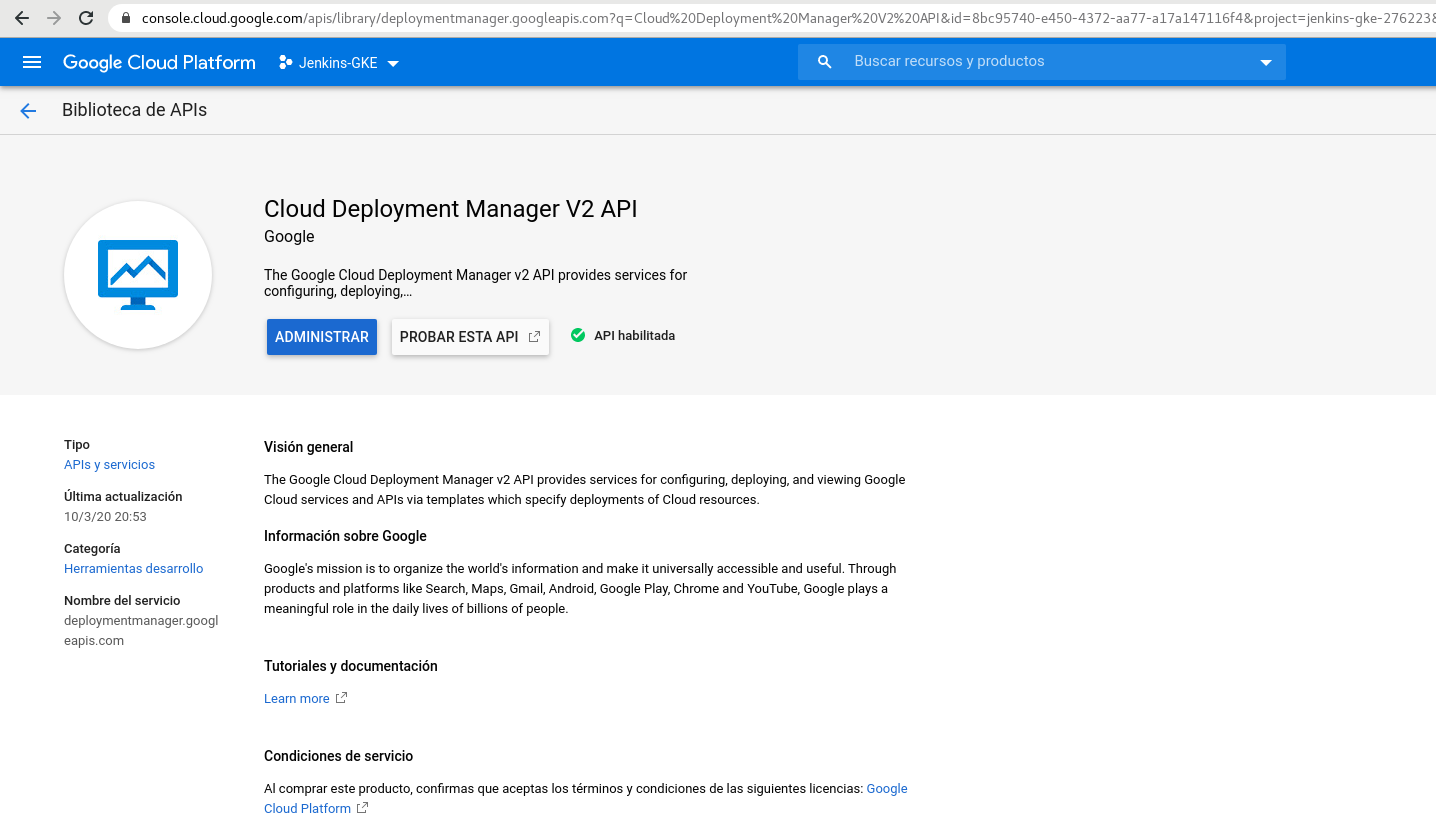 console.cloud.google.com/apis/library/deploymentmanager.googleapis.com?q=Cloud%20Deployment%20Manager%20V2%20API&id=8bc95740-e450-4372-aa77-a17a147116f4&project=jenkins-gke-276223&
Google Cloud Platform Jenkins-GKE Buscar recursos y productos
Biblioteca de APIs
Cloud Deployment Manager V2 API
Google
The Google Cloud Deployment Manager v2 API provides services for
configuring, deploying,...
ADMINISTRAR PROBAR ESTA API API habilitada
Tipo
APIs y servicios
Última actualización
10/3/20 20:53
Categoría
Herramientas desarrollo
Nombre del servicio
deploymentmanager.googl
eapis.com
Visión general
The Google Cloud Deployment Manager v2 API provides services for configuring, deploying, and viewing Google
Cloud services and APIs via templates which specify deployments of Cloud resources.
Información sobre Google
Google's mission is to organize the world's information and make it universally accessible and useful. Through
products and platforms like Search, Maps, Gmail, Android, Google Play, Chrome and YouTube, Google plays a
meaningful role in the daily lives of billions of people.
Tutoriales y documentación
Learn more
Condiciones de servicio
Al comprar este producto, confirmas que aceptas los términos y condiciones de las siguientes licencias: Google
Cloud Platform